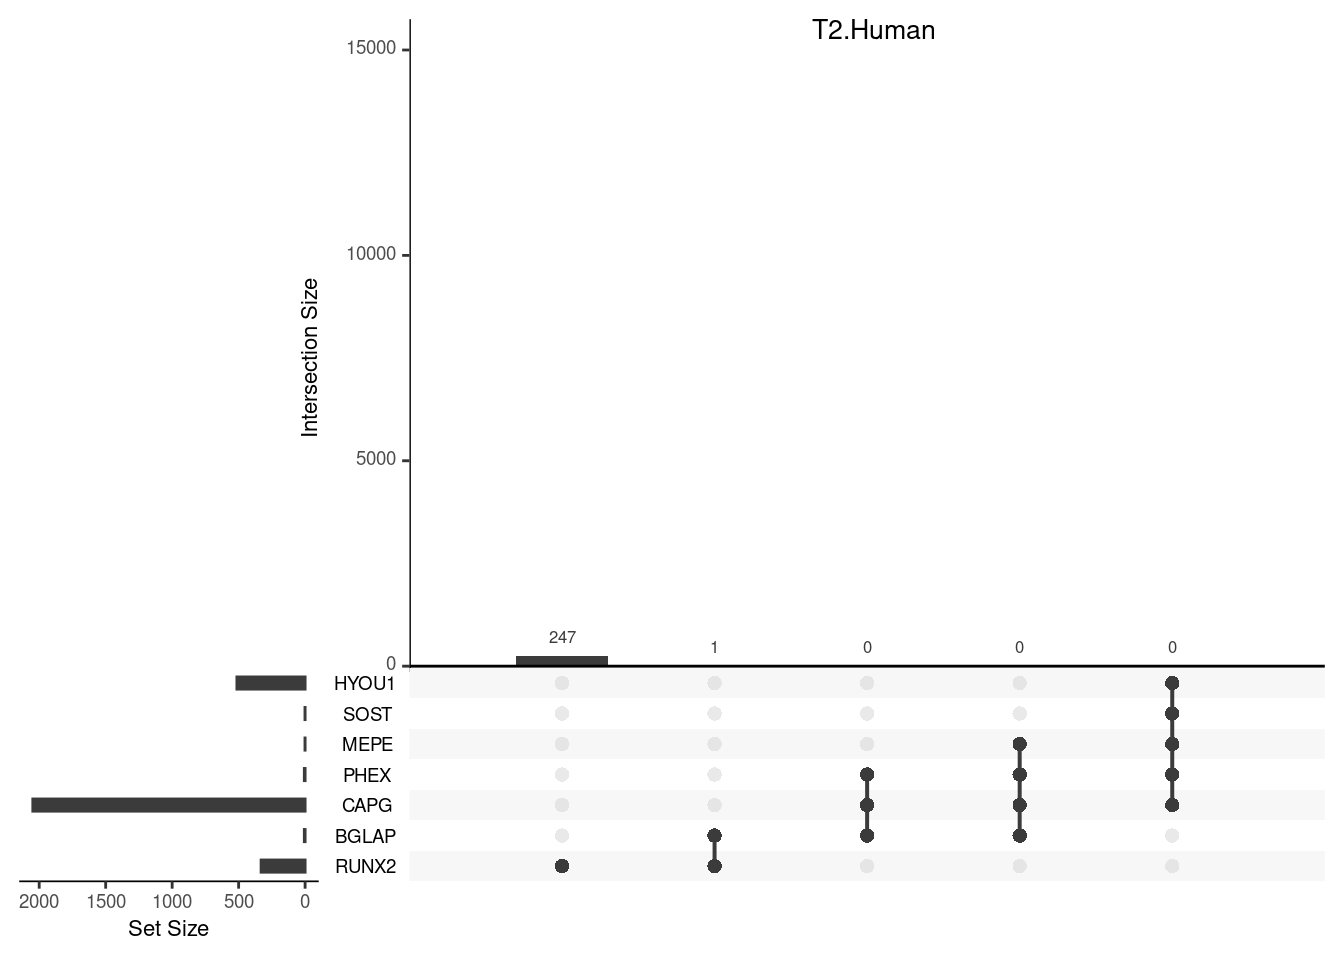 T2.Human
15000
10000
5000
0
Intersection Size
247
1
0
0
0
HYOU1
SOST
MEPE
PHEX
CAPG
BGLAP
RUNX2
2000 1500 1000 500 0
Set Size